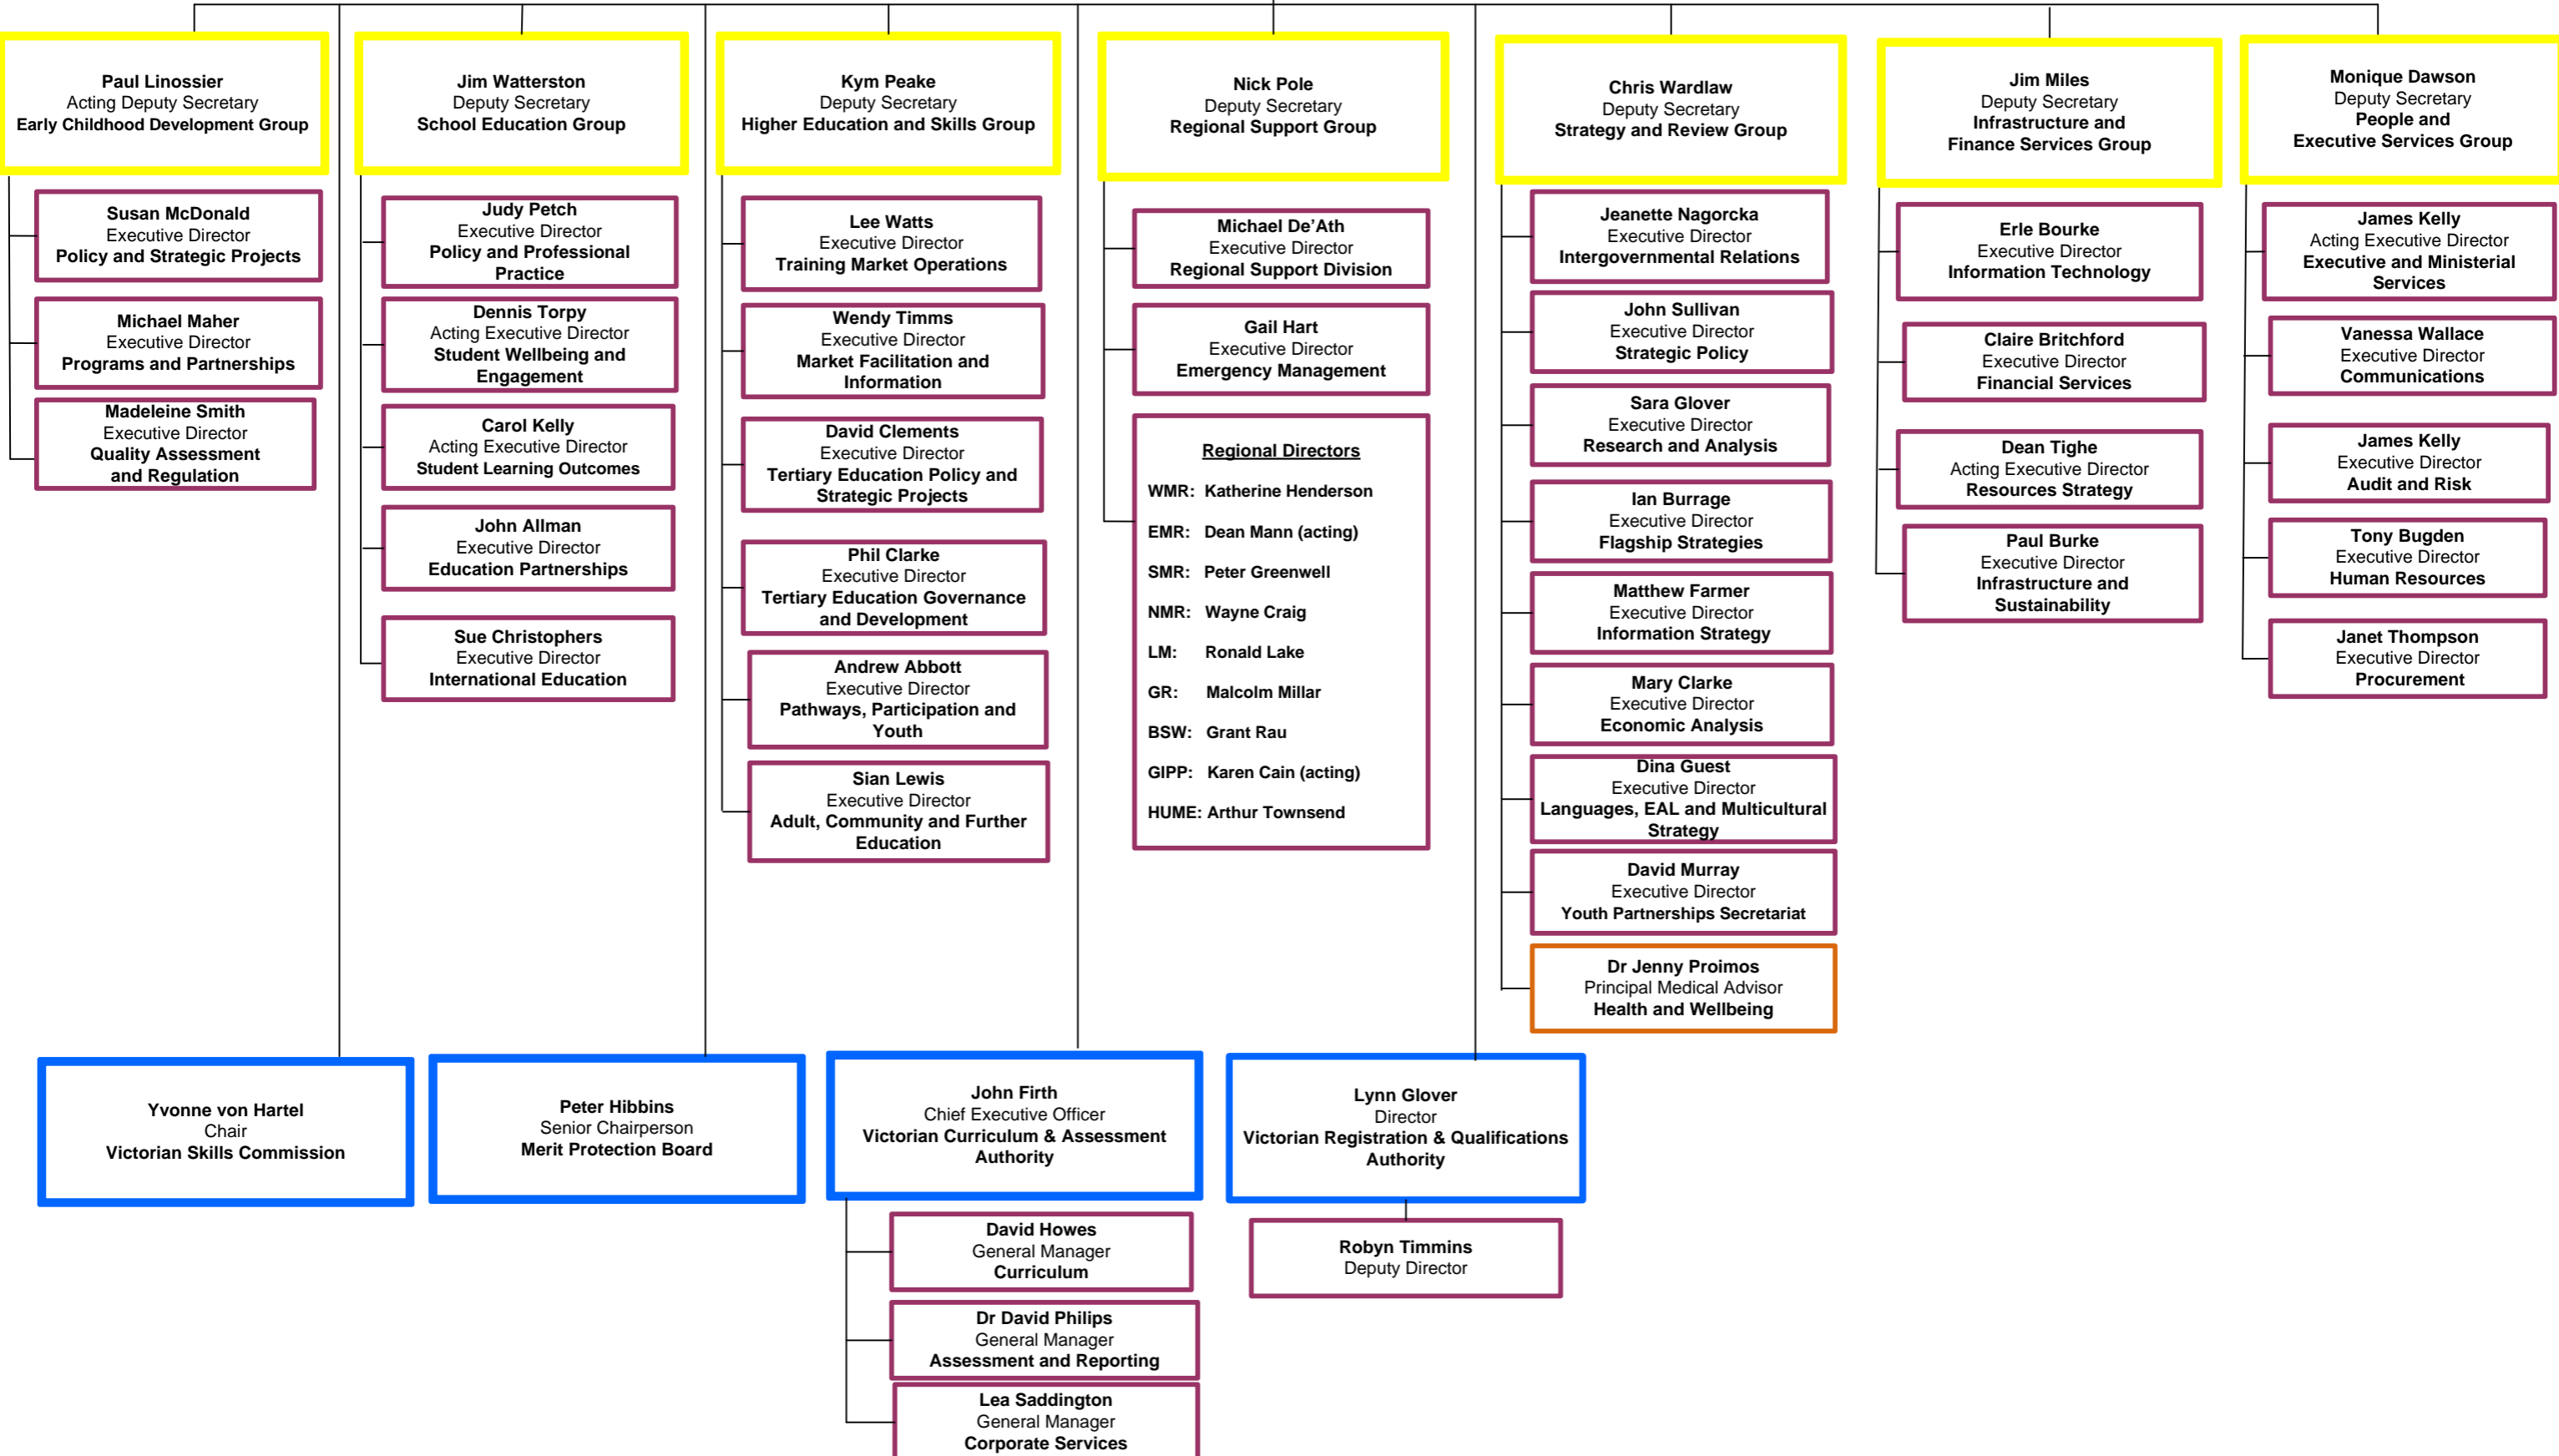 Paul Linossier
Acting Deputy Secretary
Early Childhood Development Group
Susan McDonald
Executive Director
Policy and Strategic Projects
Michael Maher
Executive Director
Programs and Partnerships
Madeleine Smith
Executive Director
Quality Assessment
and Regulation
Jim Watterston
Deputy Secretary
School Education Group
Judy Petch
Executive Director
Policy and Professional
Practice
Dennis Torpy
Acting Executive Director
Student Wellbeing and
Engagement
Carol Kelly
Acting Executive Director
Student Learning Outcomes
John Allman
Executive Director
Education Partnerships
Sue Christophers
Executive Director
International Education
Kym Peake
Deputy Secretary
Higher Education and Skills Group
Lee Watts
Executive Director
Training Market Operations
Wendy Timms
Executive Director
Market Facilitation and
Information
David Clements
Executive Director
Tertiary Education Policy and
Strategic Projects
Phil Clarke
Executive Director
Tertiary Education Governance
and Development
Andrew Abbott
Executive Director
Pathways, Participation and
Youth
Sian Lewis
Executive Director
Adult, Community and Further
Education
Nick Pole
Deputy Secretary
Regional Support Group
Michael De’Ath
Executive Director
Regional Support Division
Gail Hart
Executive Director
Emergency Management
Regional Directors
WMR: Katherine Henderson
EMR: Dean Mann (acting)
SMR: Peter Greenwell
NMR: Wayne Craig
LM: Ronald Lake
GR: Malcolm Millar
BSW: Grant Rau
GIPP: Karen Cain (acting)
HUME: Arthur Townsend
Chris Wardlaw
Deputy Secretary
Strategy and Review Group
Jeanette Nagorcka
Executive Director
Intergovernmental Relations
John Sullivan
Executive Director
Strategic Policy
Sara Glover
Executive Director
Research and Analysis
Ian Burrage
Executive Director
Flagship Strategies
Matthew Farmer
Executive Director
Information Strategy
Mary Clarke
Executive Director
Economic Analysis
Dina Guest
Executive Director
Languages, EAL and Multicultural
Strategy
David Murray
Executive Director
Youth Partnerships Secretariat
Dr Jenny Proimos
Principal Medical Advisor
Health and Wellbeing
Jim Miles
Deputy Secretary
Infrastructure and
Finance Services Group
Erle Bourke
Executive Director
Information Technology
Claire Britchford
Executive Director
Financial Services
Dean Tighe
Acting Executive Director
Resources Strategy
Paul Burke
Executive Director
Infrastructure and
Sustainability
Monique Dawson
Deputy Secretary
People and
Executive Services Group
James Kelly
Acting Executive Director
Executive and Ministerial
Services
Vanessa Wallace
Executive Director
Communications
James Kelly
Executive Director
Audit and Risk
Tony Bugden
Executive Director
Human Resources
Janet Thompson
Executive Director
Procurement
Yvonne von Hartel
Chair
Victorian Skills Commission
Peter Hibbins
Senior Chairperson
Merit Protection Board
John Firth
Chief Executive Officer
Victorian Curriculum & Assessment
Authority
David Howes
General Manager
Curriculum
Dr David Philips
General Manager
Assessment and Reporting
Lea Saddington
General Manager
Corporate Services
Lynn Glover
Director
Victorian Registration & Qualifications
Authority
Robyn Timmins
Deputy Director